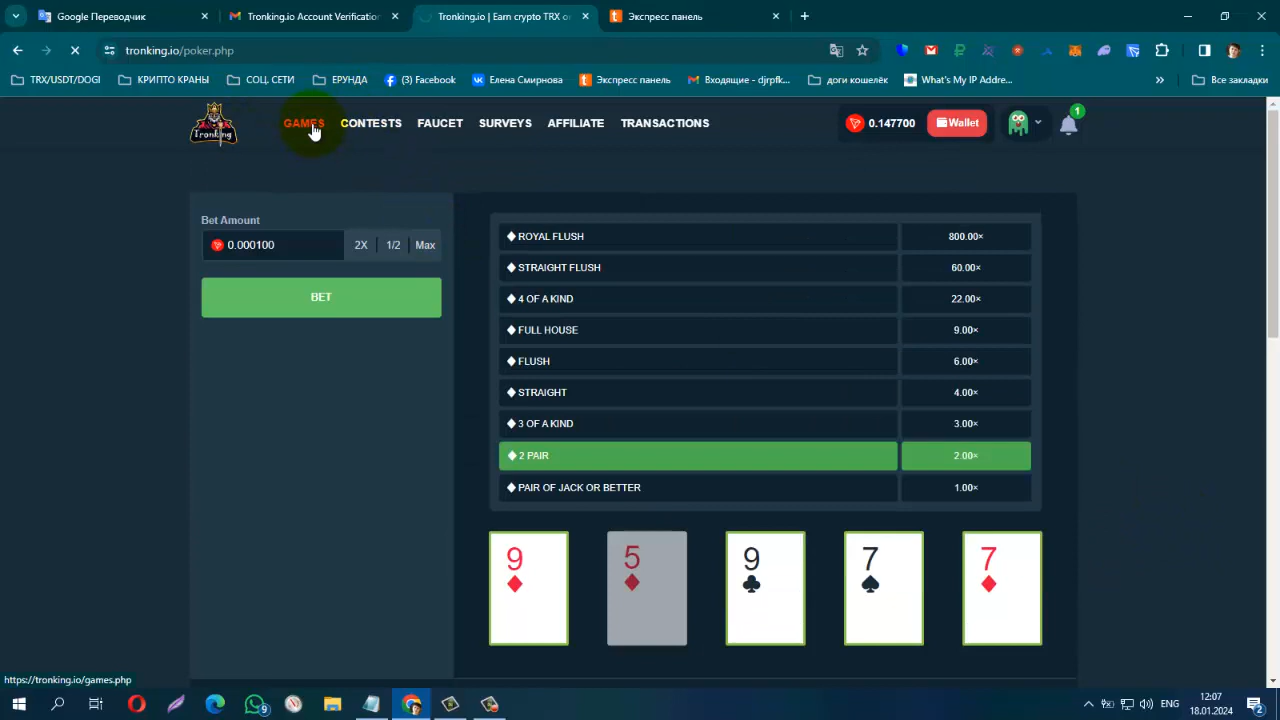 Google Переводчик
Tronking.io Account Verification
Tronking.io | Earn crypto TRX or
Экспресс панель
tronking.io/poker.php
TRX/USDT/DOGI
КРИПТО КРАНЫ
СОЦ. СЕТИ
ЕРУНДА
(3) Facebook
Елена Смирнова
Экспресс панель
Входящие - djrpfk...
доги кошелёк
What's My IP Addre...
»
Все закладки
Tronking
GAMES
CONTESTS
FAUCET
SURVEYS
AFFILIATE
TRANSACTIONS
0.147700
Wallet
1
Bet Amount
0.000100
2X
1/2
Max
BET
ROYAL FLUSH 800.00×
STRAIGHT FLUSH 60.00×
4 OF A KIND 22.00×
FULL HOUSE 9.00×
FLUSH 6.00×
STRAIGHT 4.00×
3 OF A KIND 3.00×
2 PAIR 2.00×
PAIR OF JACK OR BETTER 1.00×
9 5 9 7 7
https://tronking.io/games.php
9
ENG
12:07
18.01.2024
2